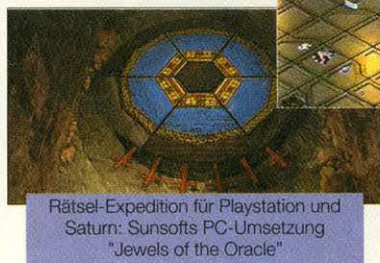 Rätsel-Expedition für Playstation und
Saturn: Sunsofts PC-Umsetzung
"Jewels of the Oracle"